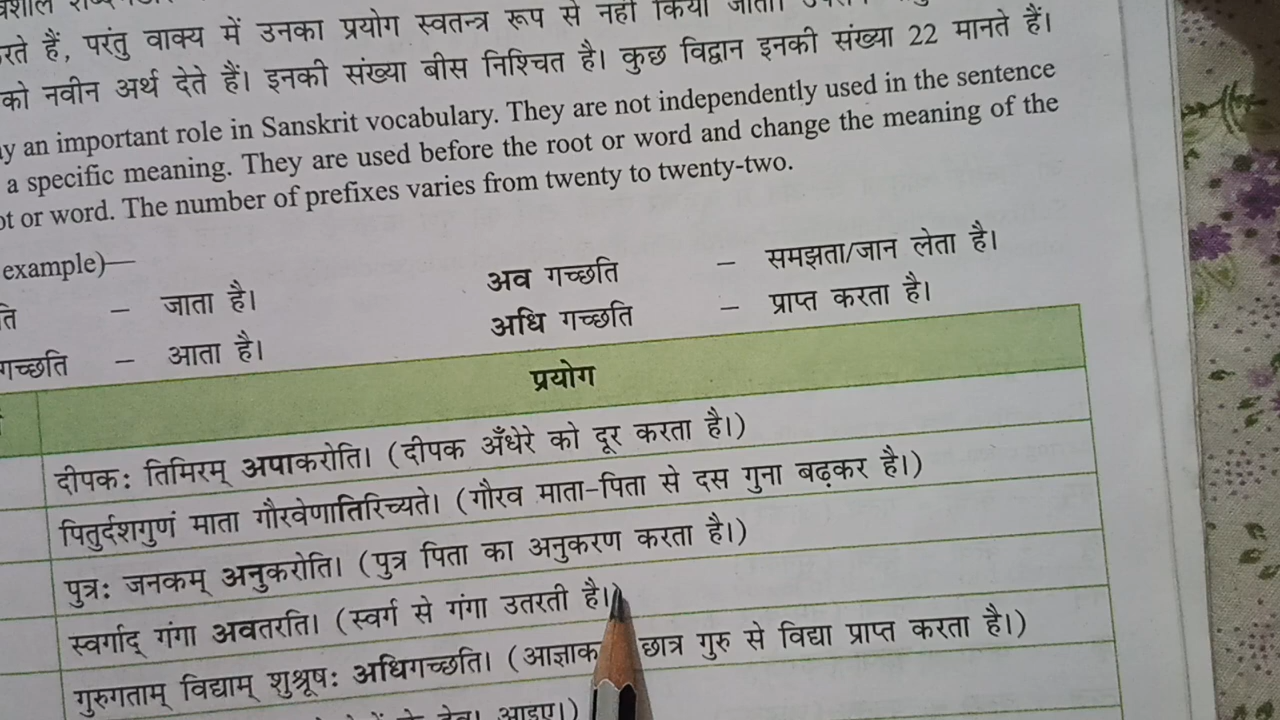 रते हैं, परंतु वाक्य में उनका प्रयोग स्वतन्त्र रूप से नहीं किया जाता।
को नवीन अर्थ देते हैं। इनकी संख्या बीस निश्चित है। कुछ विद्वान इनकी संख्या 22 मानते हैं।
y an important role in Sanskrit vocabulary. They are not independently used in the sentence
a specific meaning. They are used before the root or word and change the meaning of the
ot or word. The number of prefixes varies from twenty to twenty-two.
example)—
ति – जाता है। अव गच्छति – समझता/जान लेता है।
गच्छति – आता है। अधि गच्छति – प्राप्त करता है।
प्रयोग
दीपकः तिमिरम् अपाकरोति। (दीपक अँधेरे को दूर करता है।)
पितुर्दशगुणं माता गौरवेणातिरिच्यते। (गौरव माता-पिता से दस गुना बढ़कर है।)
पुत्रः जनकम् अनुकरोति। (पुत्र पिता का अनुकरण करता है।)
स्वर्गाद् गंगा अवतरति। (स्वर्ग से गंगा उतरती है।)
गुरुगताम् विद्याम् शुश्रूषः अधिगच्छति। (आज्ञाक छात्र गुरु से विद्या प्राप्त करता है।)
आइए।)